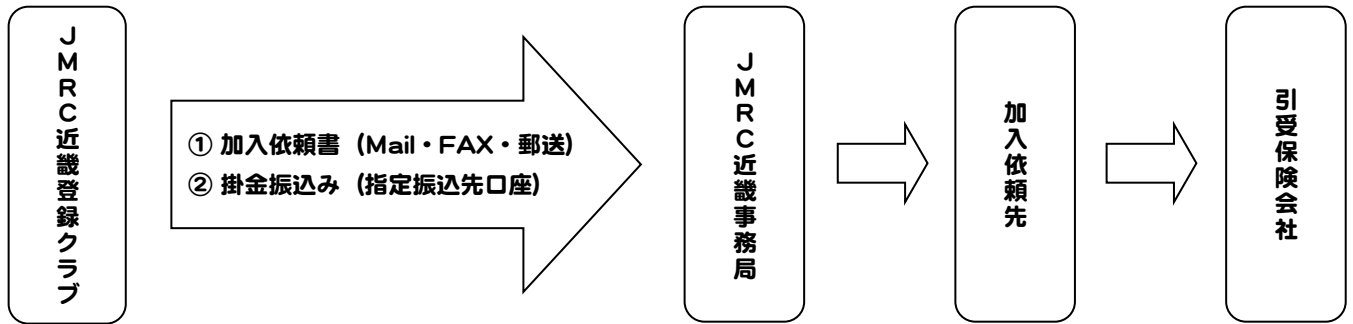 JMRC近畿登録クラブ
① 加入依頼書（Mail・FAX・郵送）
② 掛金振込み（指定振込先口座）
JMRC近畿事務局
加入依頼先
引受保険会社